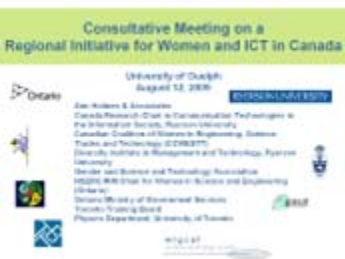 Consultative Meeting on a
Regional Initiative for Women and ICT in Canada
University of Guelph
August 12, 2009
Ontario
RYERSON UNIVERSITY
Ann Holmes & Associates
Canada Research Chair in Communication Technologies in
the Information Society, Ryerson University
Canadian Coalition of Women in Engineering, Science
Trades and Technology (CCWESTT)
Diversity Institute in Management and Technology, Ryerson
University
Gender and Science and Technology Association
NSERC Chair for Women in Science and Engineering
(Ontario)
Ontario Ministry of Government Services
Toronto Training Board
Physics Department, University of Toronto
wigsat